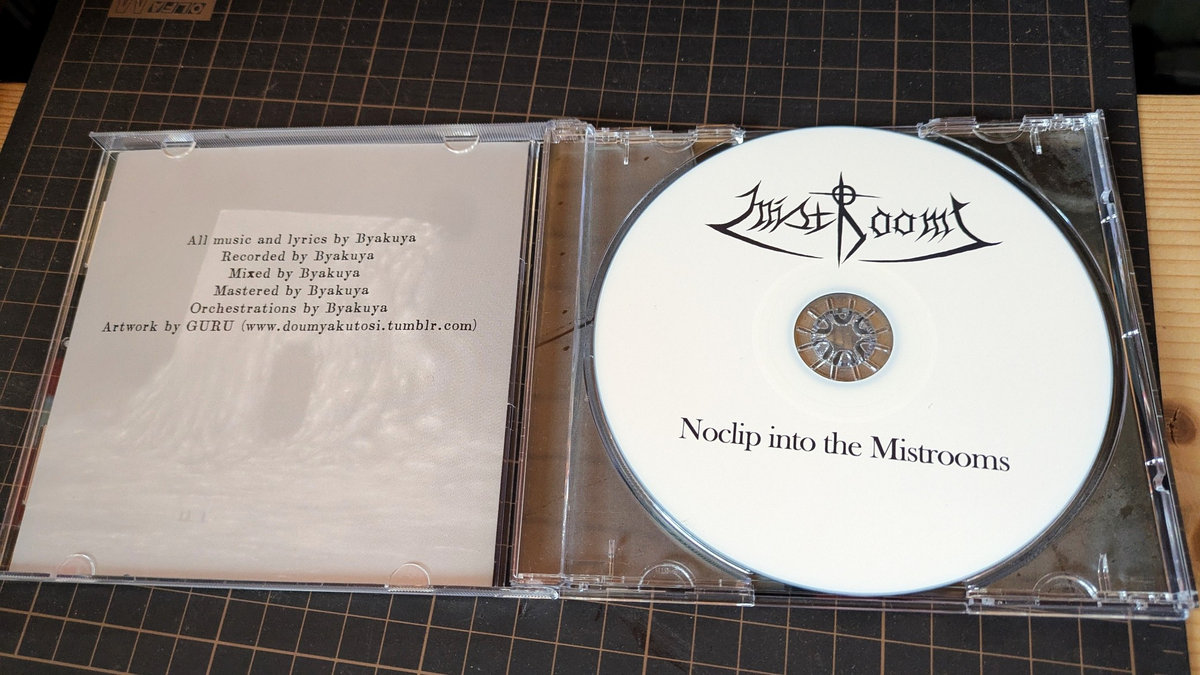 OLFA
All music and lyrics by Byakuya
Recorded by Byakuya
Mixed by Byakuya
Mastered by Byakuya
Orchestrations by Byakuya
Artwork by GURU (www.doumyakutosi.tumblr.com)
MistRooms
Noclip into the Mistrooms